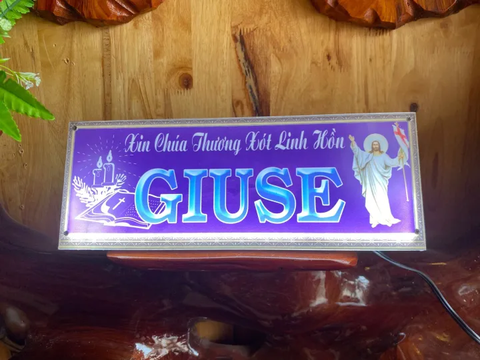 Xin Chúa Thương Xót Linh Hồn
GIUSE